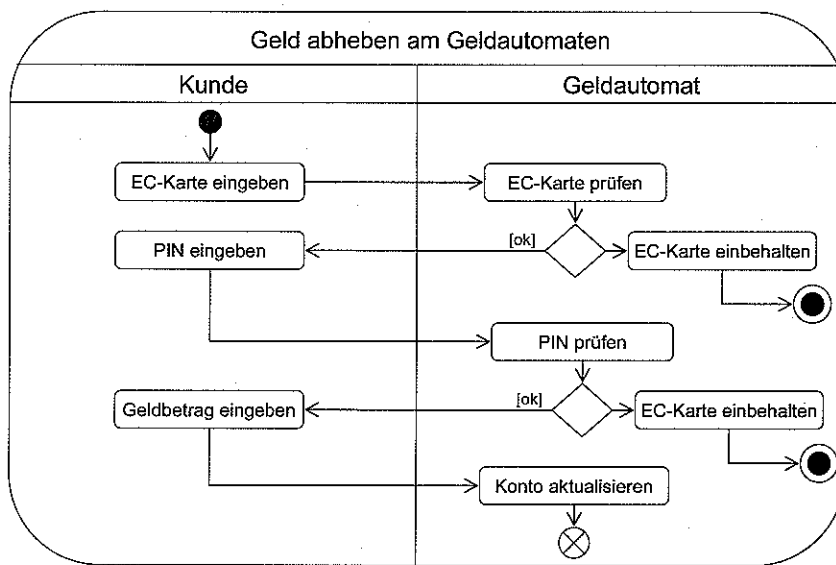 Geld abheben am Geldautomaten
Kunde
Geldautomat
EC-Karte eingeben
EC-Karte prüfen
PIN eingeben
[ok]
EC-Karte einbehalten
PIN prüfen
Geldbetrag eingeben
[ok]
EC-Karte einbehalten
Konto aktualisieren